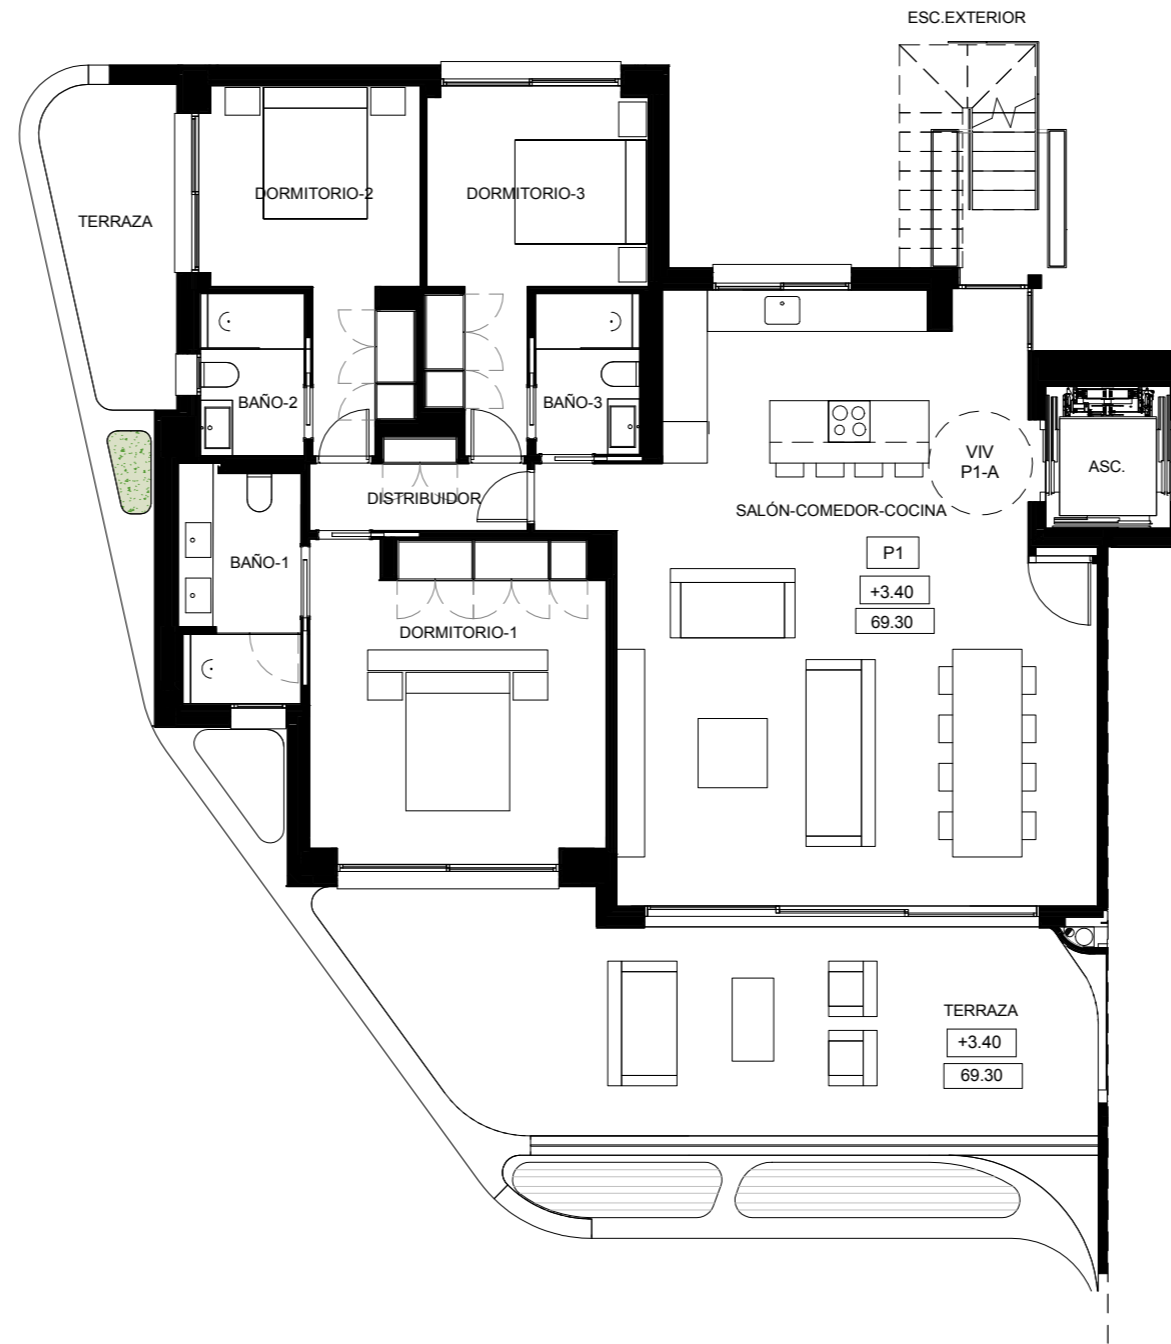 ESC.EXTERIOR
DORMITORIO-2
DORMITORIO-3
TERRAZA
BAÑO-2
BAÑO-3
VIV
P1-A
ASC.
DISTRIBUIDOR
SALÓN-COMEDOR-COCINA
P1
+3.40
69.30
BAÑO-1
DORMITORIO-1
TERRAZA
+3.40
69.30